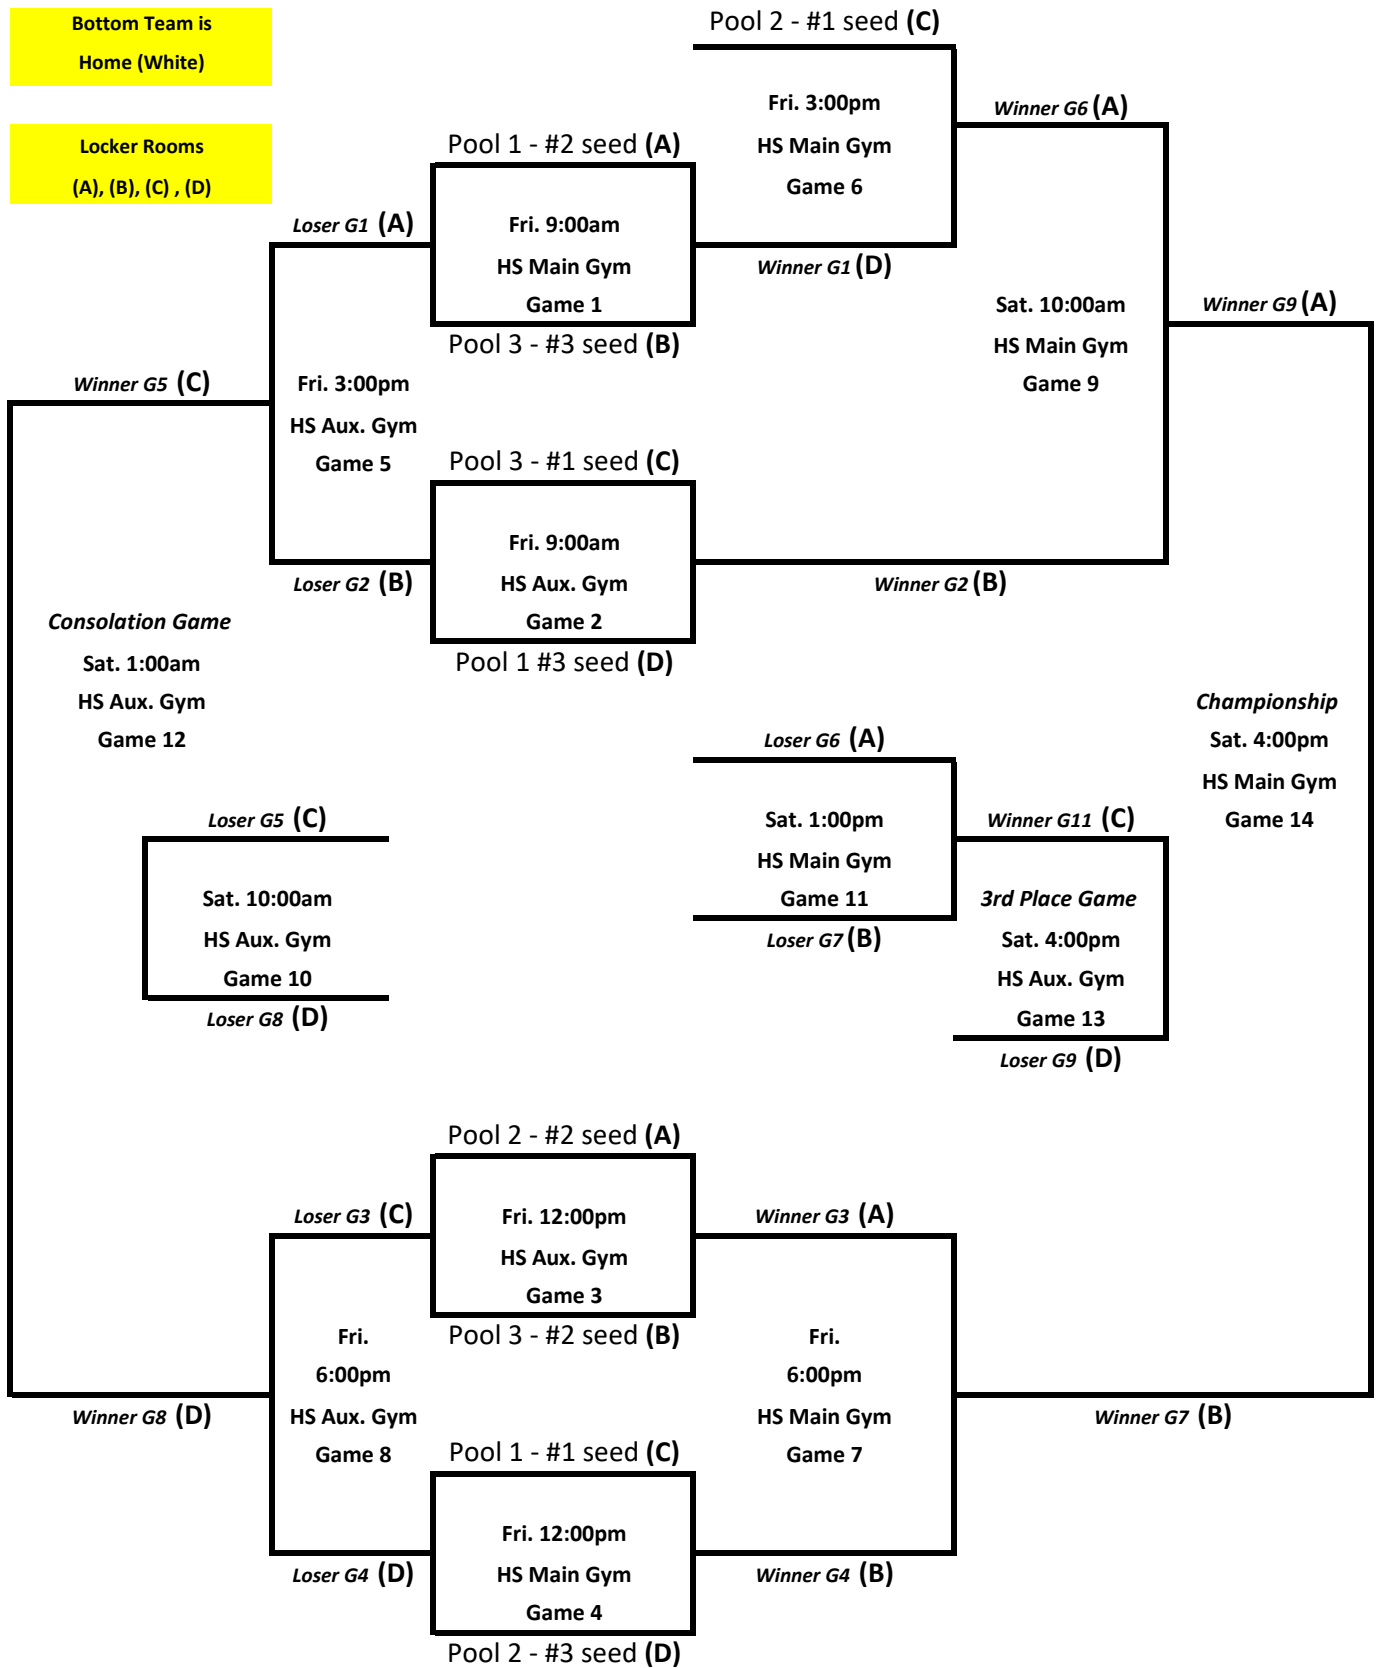 Bottom Team is
Home (White)
Locker Rooms
(A), (B), (C) , (D)
Pool 2 - #1 seed (C)
Fri. 3:00pm
HS Main Gym
Game 6
Winner G6 (A)
Pool 1 - #2 seed (A)
Loser G1 (A)
Fri. 9:00am
HS Main Gym
Game 1
Winner G1 (D)
Pool 3 - #3 seed (B)
Sat. 10:00am
HS Main Gym
Game 9
Winner G9 (A)
Winner G5 (C)
Fri. 3:00pm
HS Aux. Gym
Game 5
Pool 3 - #1 seed (C)
Fri. 9:00am
HS Aux. Gym
Game 2
Loser G2 (B)
Winner G2 (B)
Pool 1 #3 seed (D)
Consolation Game
Sat. 1:00am
HS Aux. Gym
Game 12
Championship
Sat. 4:00pm
HS Main Gym
Game 14
Loser G6 (A)
Sat. 1:00pm
HS Main Gym
Game 11
Loser G7 (B)
Winner G11 (C)
3rd Place Game
Sat. 4:00pm
HS Aux. Gym
Game 13
Loser G9 (D)
Loser G5 (C)
Sat. 10:00am
HS Aux. Gym
Game 10
Loser G8 (D)
Pool 2 - #2 seed (A)
Loser G3 (C)
Fri. 12:00pm
HS Aux. Gym
Game 3
Winner G3 (A)
Pool 3 - #2 seed (B)
Fri.
6:00pm
HS Aux. Gym
Game 8
Fri.
6:00pm
HS Main Gym
Game 7
Winner G8 (D)
Winner G7 (B)
Pool 1 - #1 seed (C)
Fri. 12:00pm
HS Main Gym
Game 4
Loser G4 (D)
Winner G4 (B)
Pool 2 - #3 seed (D)